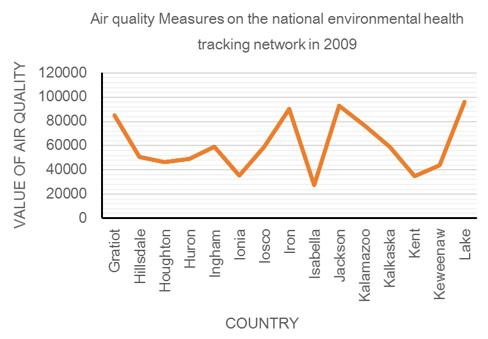 Air quality Measures on the national environmental health
tracking network in 2009
VALUE OF AIR QUALITY
120000
100000
80000
60000
40000
20000
0
Gratiot
Hillsdale
Houghton
Huron
Ingham
Ionia
Iosco
Iron
Isabella
Jackson
Kalamazoo
Kalkaska
Kent
Keweenaw
Lake
COUNTRY